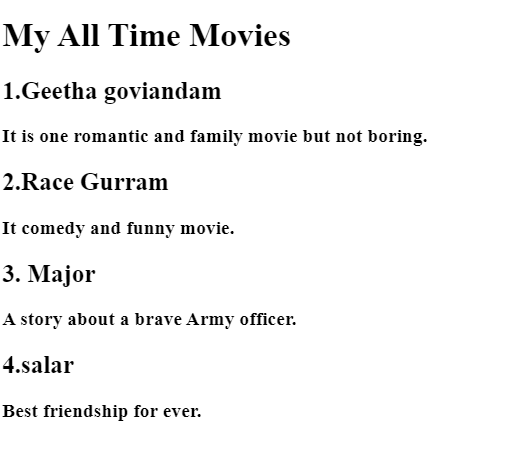 My All Time Movies
1.Geetha goviandam
It is one romantic and family movie but not boring.
2.Race Gurram
It comedy and funny movie.
3. Major
A story about a brave Army officer.
4.salar
Best friendship for ever.